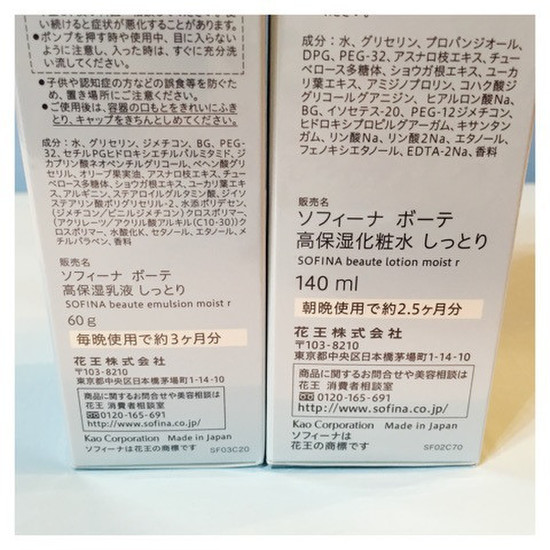 続けると症状が悪化することがあります。
●ポンプを押す時や使用中、目に入らない
ように注意し、入った時は、すぐに充分洗
い流してください。
●子供や認知症の方などの誤食等を防ぐた
め、置き場所にご注意ください。
●ご使用後は、容器の口もとをきれいにふき
とり、キャップをきちんとしめてください。
成分：水、グリセリン、ジメチコン、BG、PEG-
32、セチルPGヒドロキシエチルパルミタミド、ジ
カプリン酸ネオペンチルグリコール、ベヘン酸グリ
セリル、オリーブ果実油、アスナロ枝エキス、チュー
ベロース多糖体、ショウガ根エキス、ユーカリ葉エキ
ス、アルギニン、ステアロイルグルタミン酸、ジイソ
ステアリン酸ポリグリセリル-2、水添ポリデセン、
(ジメチコン/ビニルジメチコン)クロスポリマー、
(アクリレーツ/アクリル酸アルキル(C10-30))ク
ロスポリマー、水酸化K、セタノール、エタノール、メ
チルパラベン、香料
販売名
ソフィーナ ボーテ
高保湿乳液 しっとり
SOFINA beaute emulsion moist r
60g
毎晩使用で約3ヶ月分
花王株式会社
〒103-8210
東京都中央区日本橋茅場町1-14-10
商品に関するお問合せや美容相談は
花王 消費者相談室
0120-165-691
http://www.sofina.co.jp/
Kao Corporation Made in Japan
ソフィーナは花王の商標です SF03C20
ださい。
成分：水、グリセリン、プロパンジオール、
DPG、PEG-32、アスナロ枝エキス、チュー
ベロース多糖体、ショウガ根エキス、ユーカ
リ葉エキス、アミノプロリン、コハク酸ジ
グリコールグアニジン、ヒアルロン酸Na、
BG、イソセテス-20、PEG-12ジメチコン、
ヒドロキシプロピルグアーガム、キサンタン
ガム、リン酸Na、リン酸2Na、エタノール、
フェノキシエタノール、EDTA-2Na、香料
販売名
ソフィーナ ボーテ
高保湿化粧水 しっとり
SOFINA beaute lotion moist r
140 ml
朝晩使用で約2.5ヶ月分
花王株式会社
〒103-8210
東京都中央区日本橋茅場町1-14-10
商品に関するお問合せや美容相談は
花王 消費者相談室
0120-165-691
http://www.sofina.co.jp/
Kao Corporation Made in Japan
ソフィーナは
花王の商標です SF02C70